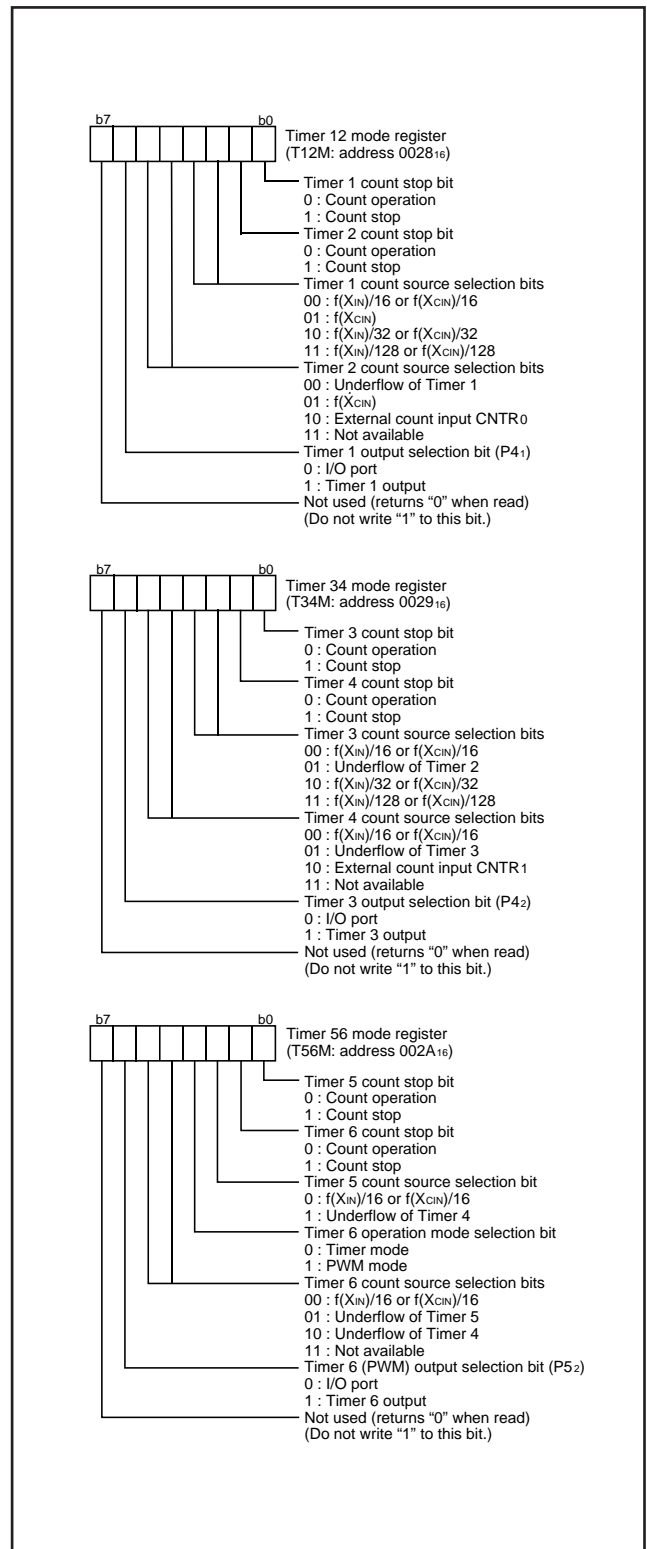 b7 b0
Timer 12 mode register
(T12M: address 0028₁₆)
Timer 1 count stop bit
0 : Count operation
1 : Count stop
Timer 2 count stop bit
0 : Count operation
1 : Count stop
Timer 1 count source selection bits
00 : f(XIN)/16 or f(XCIN)/16
01 : f(XCIN)
10 : f(XIN)/32 or f(XCIN)/32
11 : f(XIN)/128 or f(XCIN)/128
Timer 2 count source selection bits
00 : Underflow of Timer 1
01 : f(XCIN)
10 : External count input CNTR0
11 : Not available
Timer 1 output selection bit (P4₁)
0 : I/O port
1 : Timer 1 output
Not used (returns “0” when read)
(Do not write “1” to this bit.)
b7 b0
Timer 34 mode register
(T34M: address 0029₁₆)
Timer 3 count stop bit
0 : Count operation
1 : Count stop
Timer 4 count stop bit
0 : Count operation
1 : Count stop
Timer 3 count source selection bits
00 : f(XIN)/16 or f(XCIN)/16
01 : Underflow of Timer 2
10 : f(XIN)/32 or f(XCIN)/32
11 : f(XIN)/128 or f(XCIN)/128
Timer 4 count source selection bits
00 : f(XIN)/16 or f(XCIN)/16
01 : Underflow of Timer 3
10 : External count input CNTR1
11 : Not available
Timer 3 output selection bit (P4₂)
0 : I/O port
1 : Timer 3 output
Not used (returns “0” when read)
(Do not write “1” to this bit.)
b7 b0
Timer 56 mode register
(T56M: address 002A₁₆)
Timer 5 count stop bit
0 : Count operation
1 : Count stop
Timer 6 count stop bit
0 : Count operation
1 : Count stop
Timer 5 count source selection bit
0 : f(XIN)/16 or f(XCIN)/16
1 : Underflow of Timer 4
Timer 6 operation mode selection bit
0 : Timer mode
1 : PWM mode
Timer 6 count source selection bits
00 : f(XIN)/16 or f(XCIN)/16
01 : Underflow of Timer 5
10 : Underflow of Timer 4
11 : Not available
Timer 6 (PWM) output selection bit (P5₂)
0 : I/O port
1 : Timer 6 output
Not used (returns “0” when read)
(Do not write “1” to this bit.)